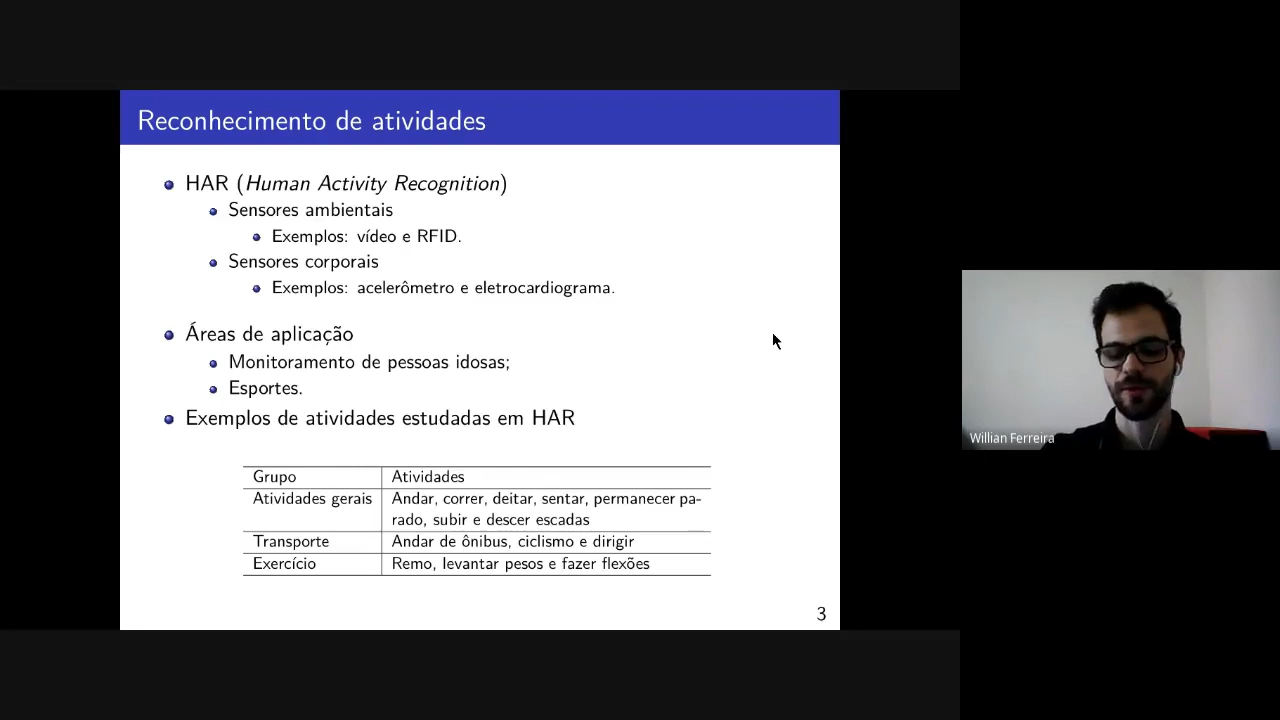 Reconhecimento de atividades
HAR (Human Activity Recognition)
Sensores ambientais
Exemplos: vídeo e RFID.
Sensores corporais
Exemplos: acelerômetro e eletrocardiograma.
Áreas de aplicação
Monitoramento de pessoas idosas;
Esportes.
Exemplos de atividades estudadas em HAR
Grupo Atividades
Atividades gerais Andar, correr, deitar, sentar, permanecer pa-
rado, subir e descer escadas
Transporte Andar de ônibus, ciclismo e dirigir
Exercício Remo, levantar pesos e fazer flexões
3
Willian Ferreira